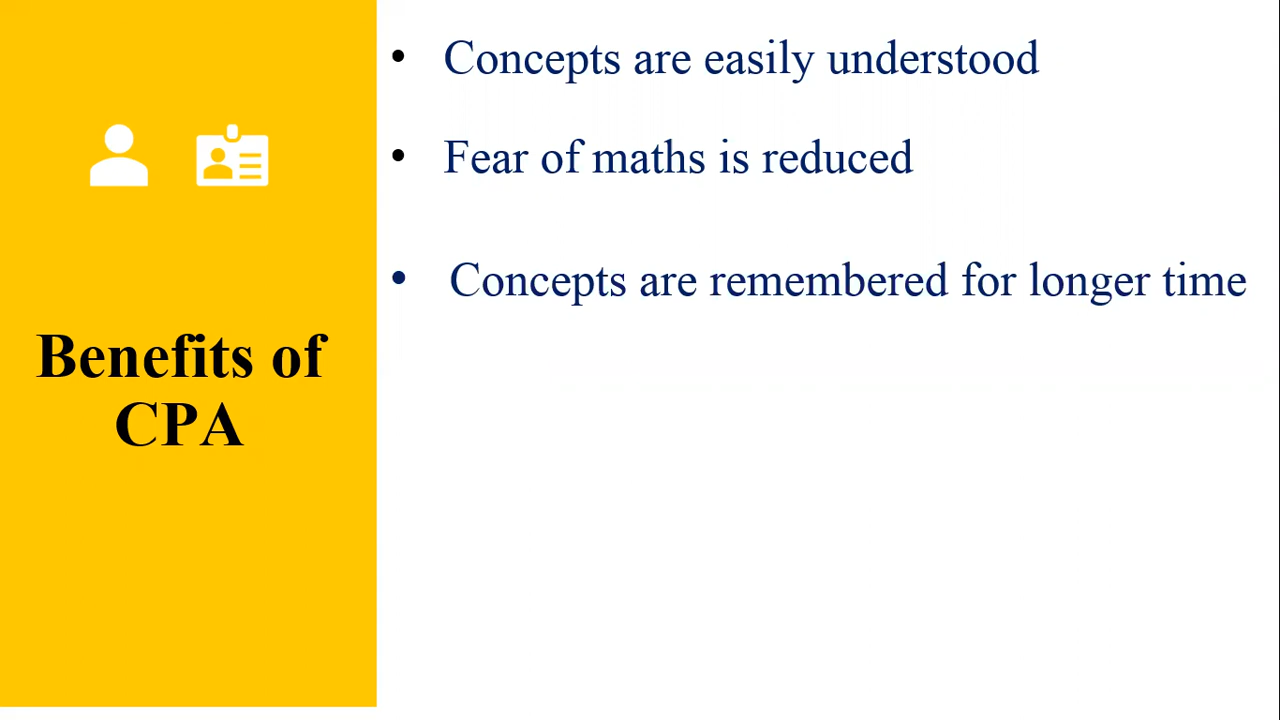 Benefits of
CPA
• Concepts are easily understood
• Fear of maths is reduced
• Concepts are remembered for longer time